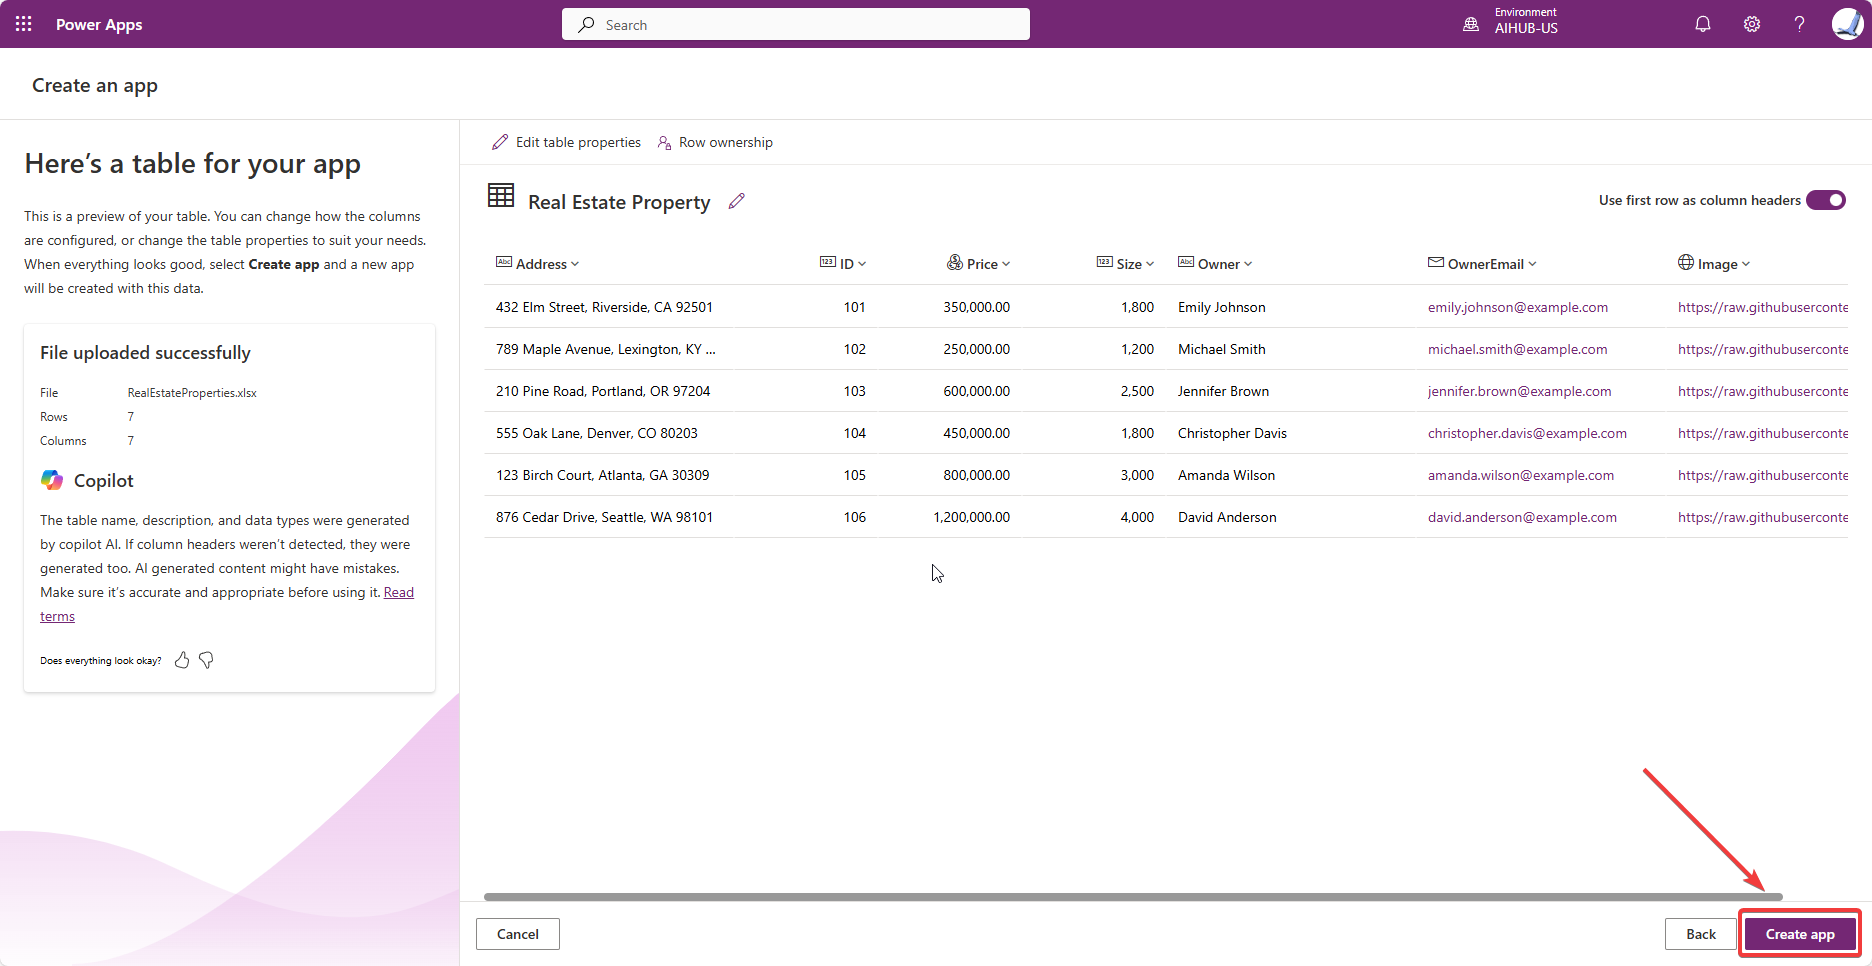 Power Apps
Search
Environment
AIHUB-US
Create an app
Here's a table for your app
This is a preview of your table. You can change how the columns
are configured, or change the table properties to suit your needs.
When everything looks good, select Create app and a new app
will be created with this data.
File uploaded successfully
File RealEstateProperties.xlsx
Rows 7
Columns 7
Copilot
The table name, description, and data types were generated
by copilot AI. If column headers weren't detected, they were
generated too. AI generated content might have mistakes.
Make sure it's accurate and appropriate before using it. Read
terms
Does everything look okay?
Edit table properties Row ownership
Real Estate Property
Use first row as column headers
Abc Address 123 ID Price 123 Size Abc Owner OwnerEmail Image
432 Elm Street, Riverside, CA 92501 101 350,000.00 1,800 Emily Johnson emily.johnson@example.com https://raw.githubuserconte
789 Maple Avenue, Lexington, KY ... 102 250,000.00 1,200 Michael Smith michael.smith@example.com https://raw.githubuserconte
210 Pine Road, Portland, OR 97204 103 600,000.00 2,500 Jennifer Brown jennifer.brown@example.com https://raw.githubuserconte
555 Oak Lane, Denver, CO 80203 104 450,000.00 1,800 Christopher Davis christopher.davis@example.com https://raw.githubuserconte
123 Birch Court, Atlanta, GA 30309 105 800,000.00 3,000 Amanda Wilson amanda.wilson@example.com https://raw.githubuserconte
876 Cedar Drive, Seattle, WA 98101 106 1,200,000.00 4,000 David Anderson david.anderson@example.com https://raw.githubuserconte
Cancel Back Create app